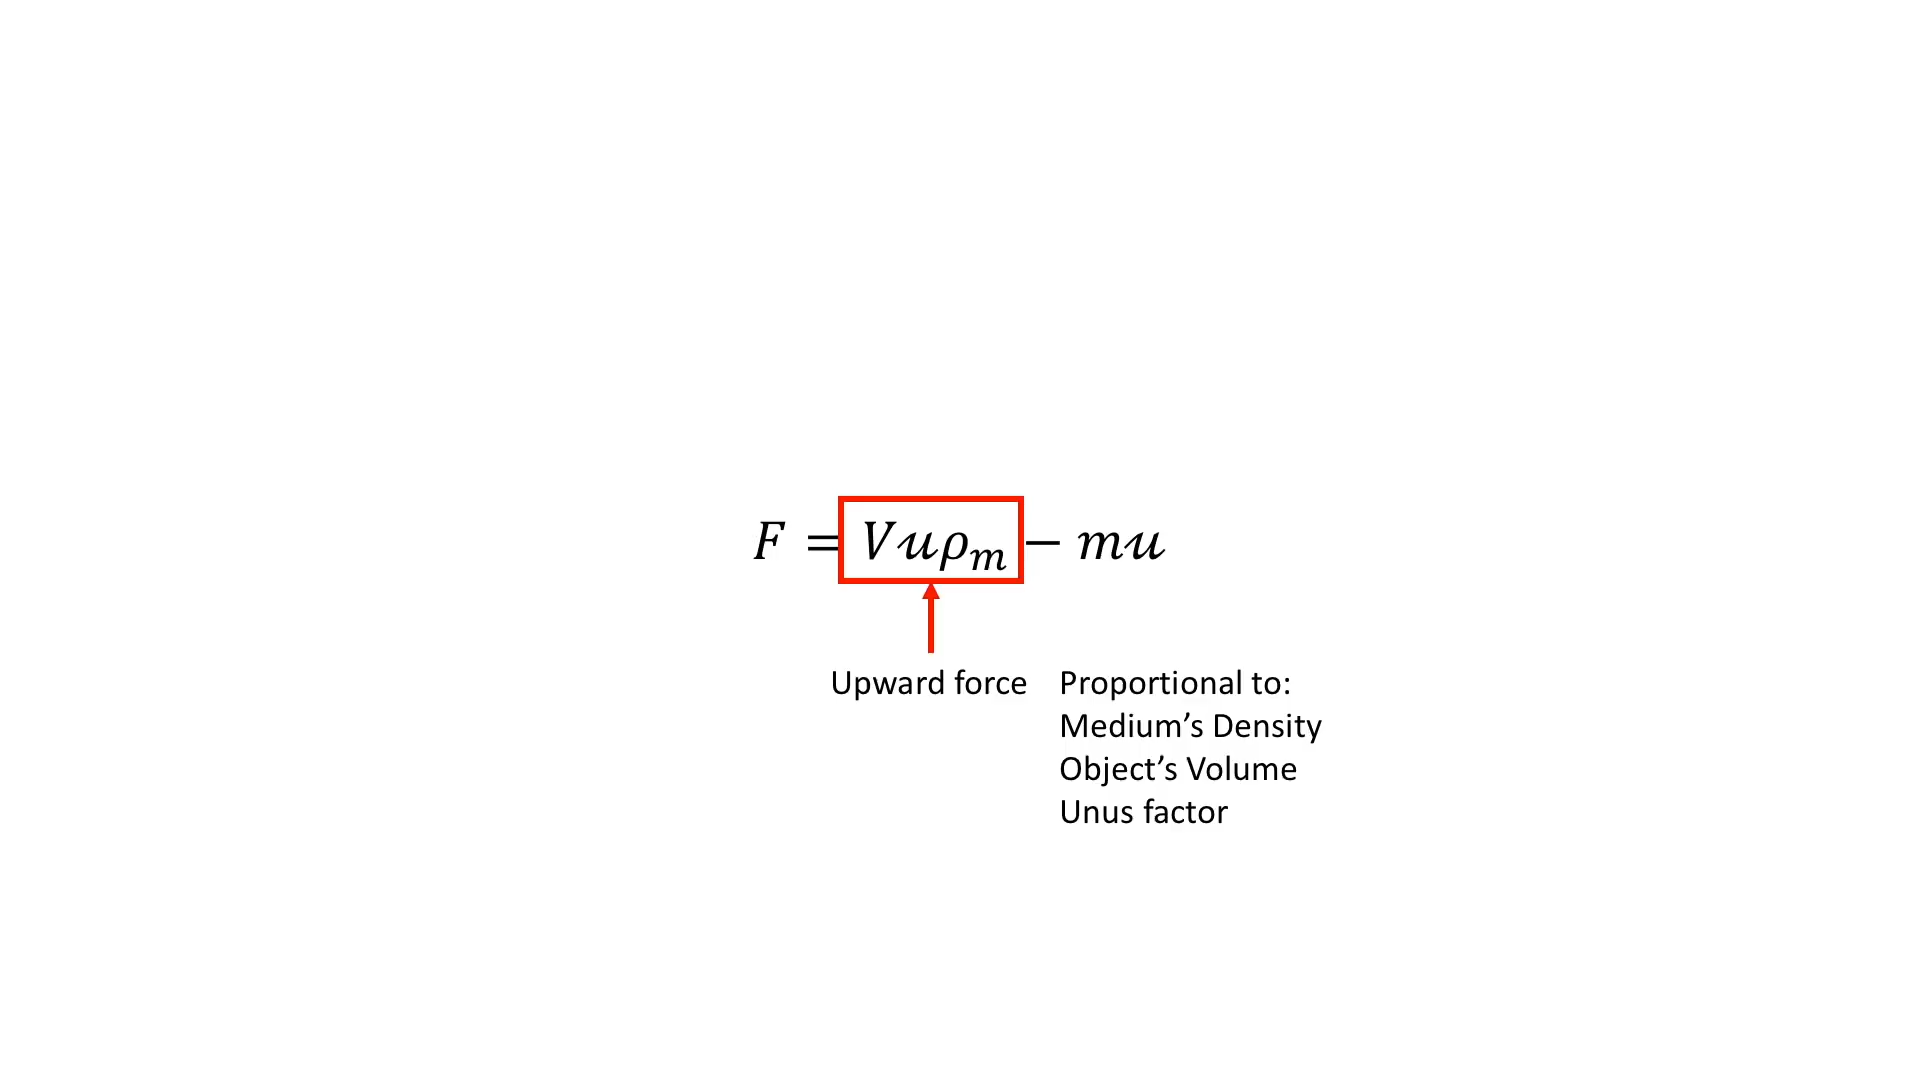 F = V𝓊ρₘ − m𝓊
Upward force
Proportional to:
Medium’s Density
Object’s Volume
Unus factor